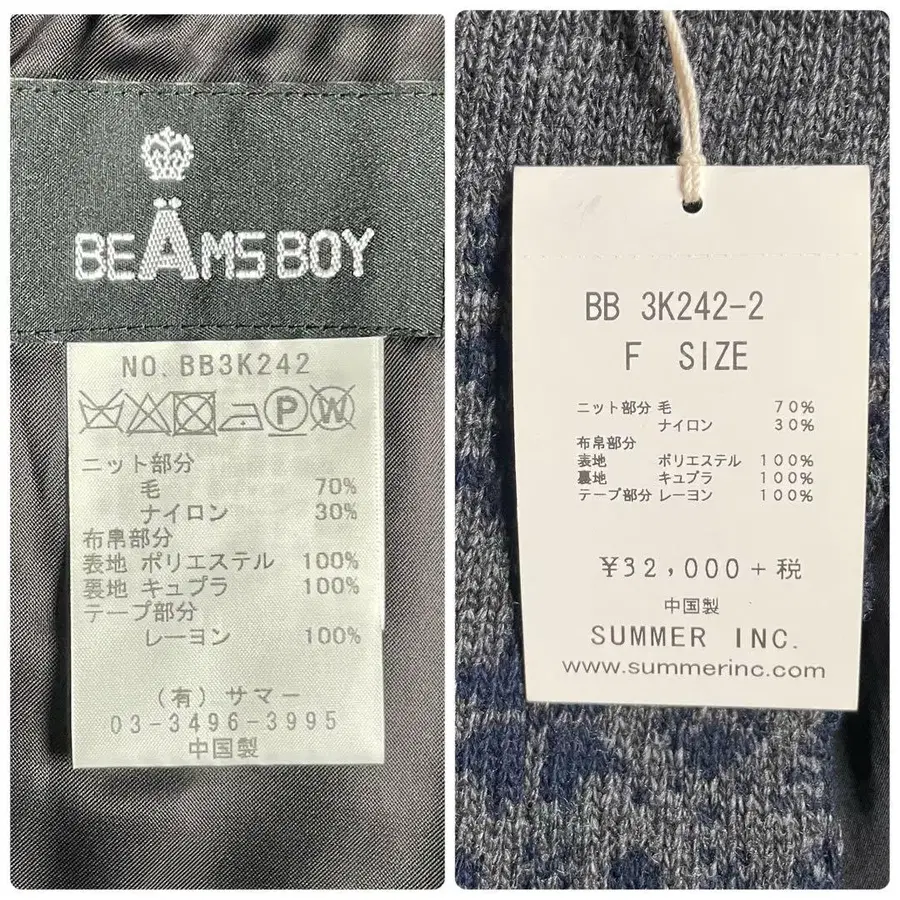 BEÄMS BOY
NO. BB3K242
P W
ニット部分
毛 70%
ナイロン 30%
布帛部分
表地 ポリエステル 100%
裏地 キュプラ 100%
テープ部分
レーヨン 100%
(有) サマー
03-3496-3995
中国製
BB 3K242-2
F SIZE
ニット部分 毛 70%
ナイロン 30%
布帛部分
表地 ポリエステル 100%
裏地 キュプラ 100%
テープ部分 レーヨン 100%
¥32,000+税
中国製
SUMMER INC.
www.summerinc.com